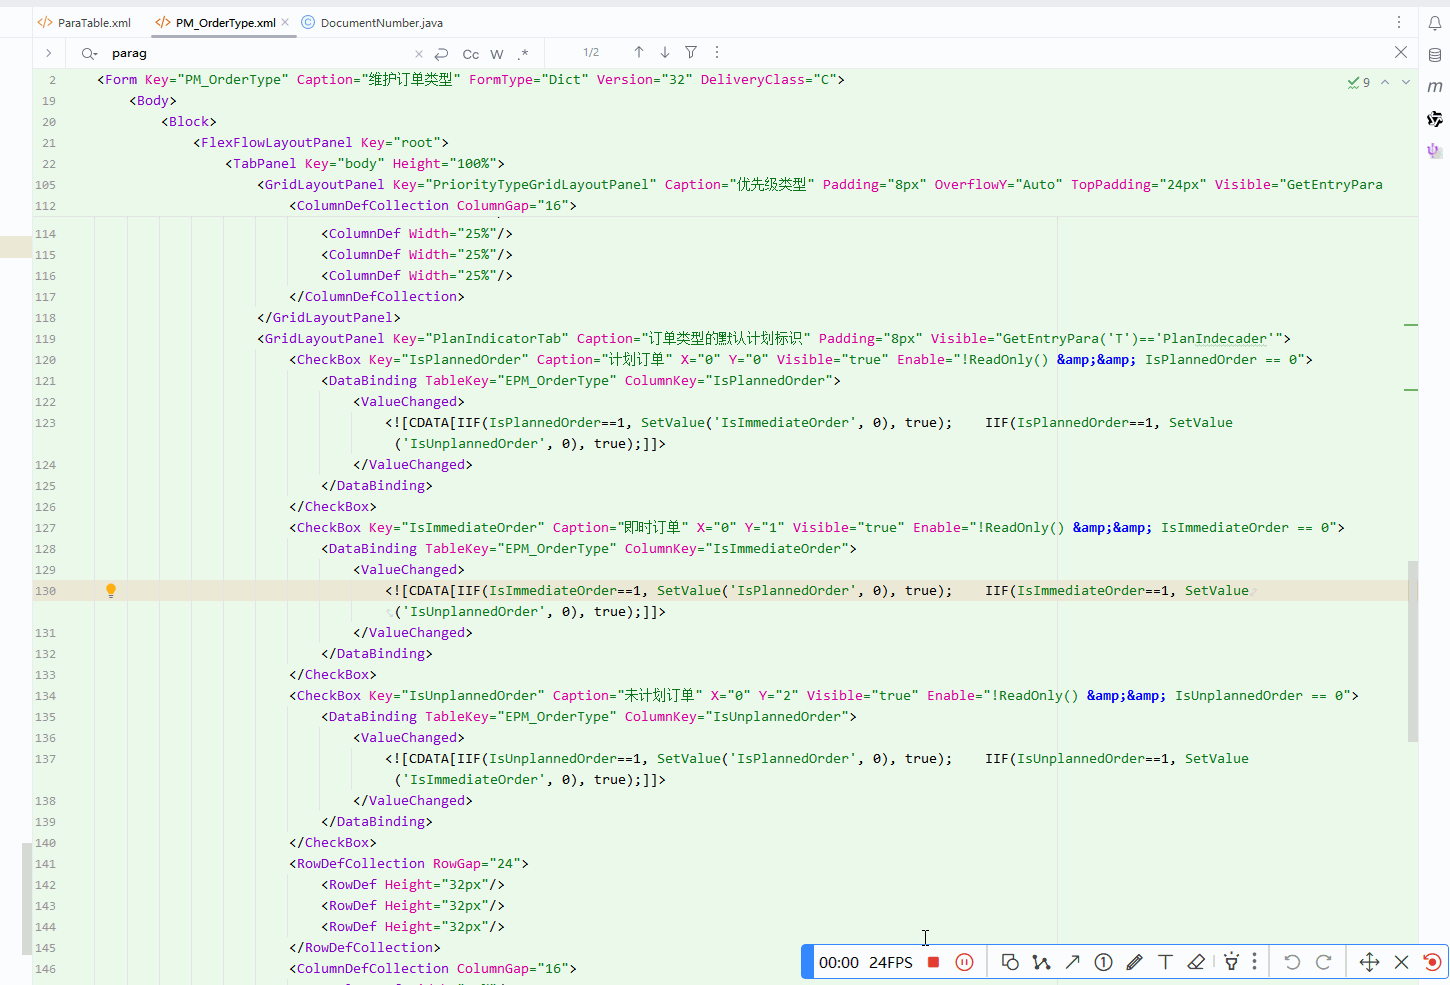 ParaTable.xml PM_OrderType.xml DocumentNumber.java
parag Cc W .* 1/2
2 <Form Key="PM_OrderType" Caption="维护订单类型" FormType="Dict" Version="32" DeliveryClass="C"> 9
19 <Body>
20 <Block>
21 <FlexFlowLayoutPanel Key="root">
22 <TabPanel Key="body" Height="100%">
105 <GridLayoutPanel Key="PriorityTypeGridLayoutPanel" Caption="优先级类型" Padding="8px" OverflowY="Auto" TopPadding="24px" Visible="GetEntryPara
112 <ColumnDefCollection ColumnGap="16">
114 <ColumnDef Width="25%"/>
115 <ColumnDef Width="25%"/>
116 <ColumnDef Width="25%"/>
117 </ColumnDefCollection>
118 </GridLayoutPanel>
119 <GridLayoutPanel Key="PlanIndicatorTab" Caption="订单类型的默认计划标识" Padding="8px" Visible="GetEntryPara('T')=='PlanIndecader'">
120 <CheckBox Key="IsPlannedOrder" Caption="计划订单" X="0" Y="0" Visible="true" Enable="!ReadOnly() &amp;&amp; IsPlannedOrder == 0">
121 <DataBinding TableKey="EPM_OrderType" ColumnKey="IsPlannedOrder">
122 <ValueChanged>
123 <![CDATA[IIF(IsPlannedOrder==1, SetValue('IsImmediateOrder', 0), true);    IIF(IsPlannedOrder==1, SetValue
('IsUnplannedOrder', 0), true);]]>
124 </ValueChanged>
125 </DataBinding>
126 </CheckBox>
127 <CheckBox Key="IsImmediateOrder" Caption="即时订单" X="0" Y="1" Visible="true" Enable="!ReadOnly() &amp;&amp; IsImmediateOrder == 0">
128 <DataBinding TableKey="EPM_OrderType" ColumnKey="IsImmediateOrder">
129 <ValueChanged>
130 <![CDATA[IIF(IsImmediateOrder==1, SetValue('IsPlannedOrder', 0), true);    IIF(IsImmediateOrder==1, SetValue
('IsUnplannedOrder', 0), true);]]>
131 </ValueChanged>
132 </DataBinding>
133 </CheckBox>
134 <CheckBox Key="IsUnplannedOrder" Caption="未计划订单" X="0" Y="2" Visible="true" Enable="!ReadOnly() &amp;&amp; IsUnplannedOrder == 0">
135 <DataBinding TableKey="EPM_OrderType" ColumnKey="IsUnplannedOrder">
136 <ValueChanged>
137 <![CDATA[IIF(IsUnplannedOrder==1, SetValue('IsPlannedOrder', 0), true);    IIF(IsUnplannedOrder==1, SetValue
('IsImmediateOrder', 0), true);]]>
138 </ValueChanged>
139 </DataBinding>
140 </CheckBox>
141 <RowDefCollection RowGap="24">
142 <RowDef Height="32px"/>
143 <RowDef Height="32px"/>
144 <RowDef Height="32px"/>
145 </RowDefCollection>
146 <ColumnDefCollection ColumnGap="16">
00:00 24FPS